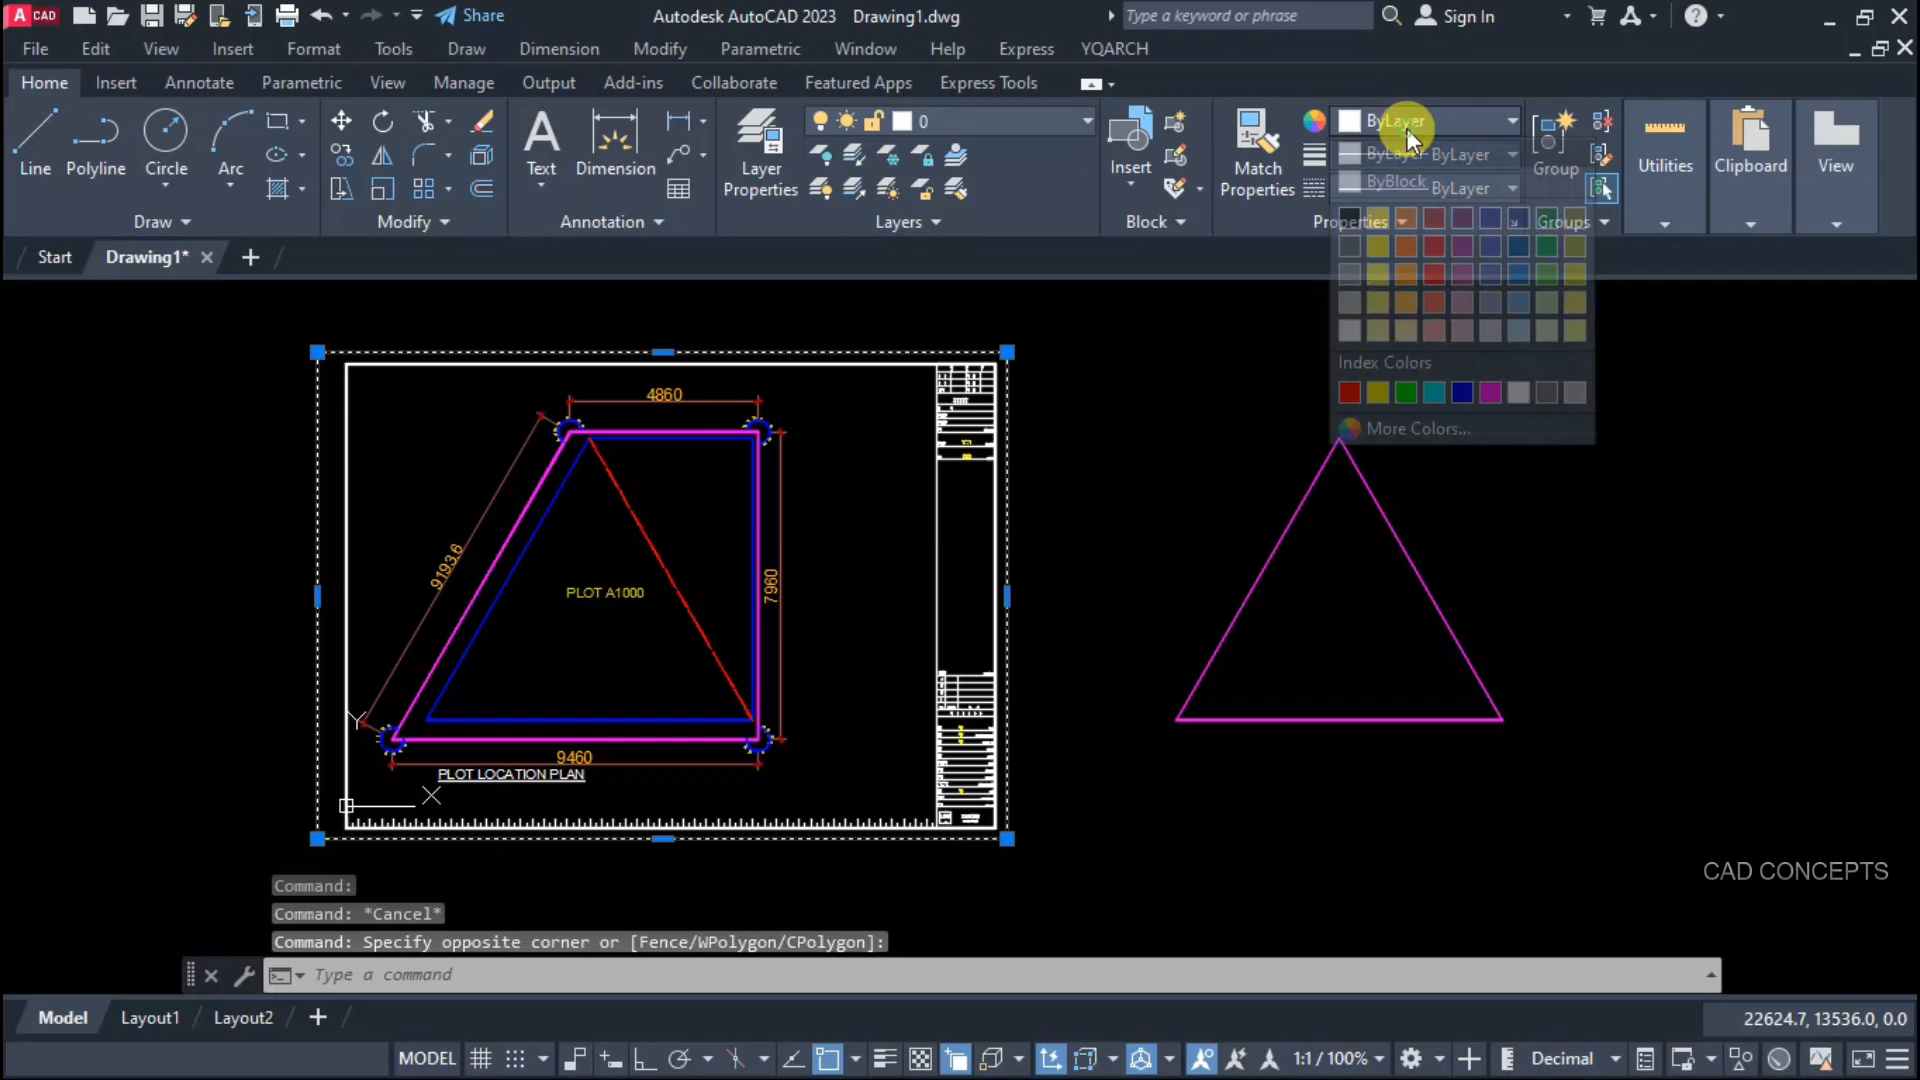 A CAD
Share
Autodesk AutoCAD 2023 Drawing1.dwg
Type a keyword or phrase
Sign In
File Edit View Insert Format Tools Draw Dimension Modify Parametric Window Help Express YQARCH
Home Insert Annotate Parametric View Manage Output Add-ins Collaborate Featured Apps Express Tools
Line Polyline Circle Arc
Text Dimension
Layer Properties
0
Insert
Match Properties
ByLayer
ByLayer ByLayer
ByBlock ByLayer
Group
Utilities
Clipboard
View
Draw Modify Annotation Layers Block Properties Groups
Start Drawing1* +
Index Colors
More Colors...
4860
9193.6
7960
PLOT A1000
9460
PLOT LOCATION PLAN
Y
X
CAD CONCEPTS
Command:
Command: *Cancel*
Command: Specify opposite corner or [Fence/WPolygon/CPolygon]:
Type a command
Model Layout1 Layout2 +
22624.7, 13536.0, 0.0
MODEL 1:1 / 100% Decimal